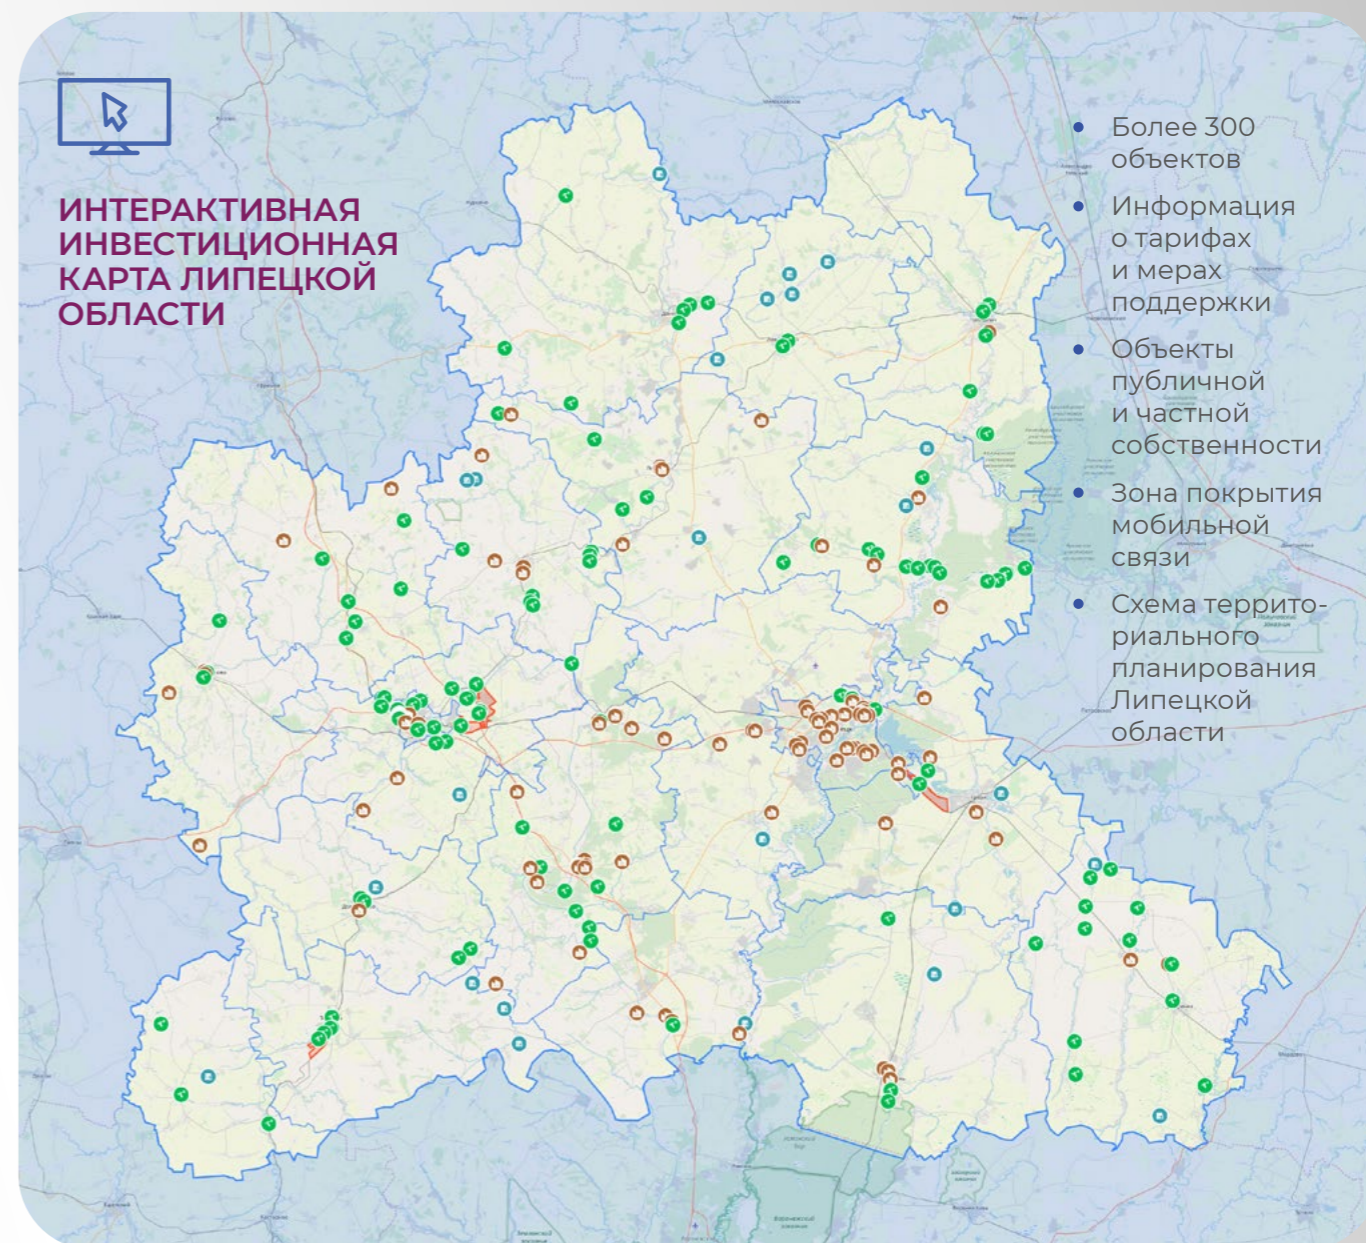 ИНТЕРАКТИВНАЯ
ИНВЕСТИЦИОННАЯ
КАРТА ЛИПЕЦКОЙ
ОБЛАСТИ
Более 300
объектов
Информация
о тарифах
и мерах
поддержки
Объекты
публичной
и частной
собственности
Зона покрытия
мобильной
связи
Схема террито-
риального
планирования
Липецкой
области